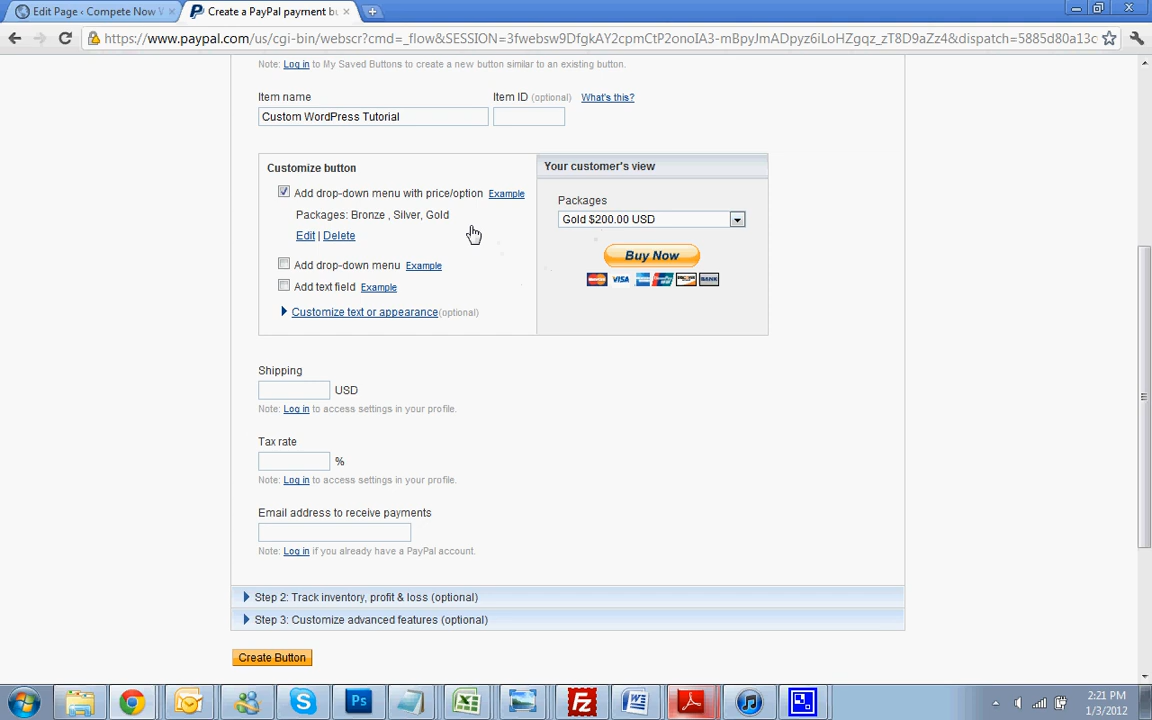 Edit Page ‹ Compete Now W
Create a PayPal payment bu
https://www.paypal.com/us/cgi-bin/webscr?cmd=_flow&SESSION=3fwebsw9DfgkAY2cpmCtP2onoIA3-mBpyJmADpyz6iLoHZgqz_zT8D9aZz4&dispatch=5885d80a13c
Note: Log in to My Saved Buttons to create a new button similar to an existing button.
Item name
Item ID (optional) What's this?
Custom WordPress Tutorial
Customize button
Your customer's view
Add drop-down menu with price/option Example
Packages
Packages: Bronze , Silver, Gold
Gold $200.00 USD
Edit | Delete
Buy Now
Add drop-down menu Example
VISA
BANK
Add text field Example
Customize text or appearance(optional)
Shipping
USD
Note: Log in to access settings in your profile.
Tax rate
%
Note: Log in to access settings in your profile.
Email address to receive payments
Note: Log in if you already have a PayPal account.
Step 2: Track inventory, profit & loss (optional)
Step 3: Customize advanced features (optional)
Create Button
Ps
2:21 PM
1/3/2012